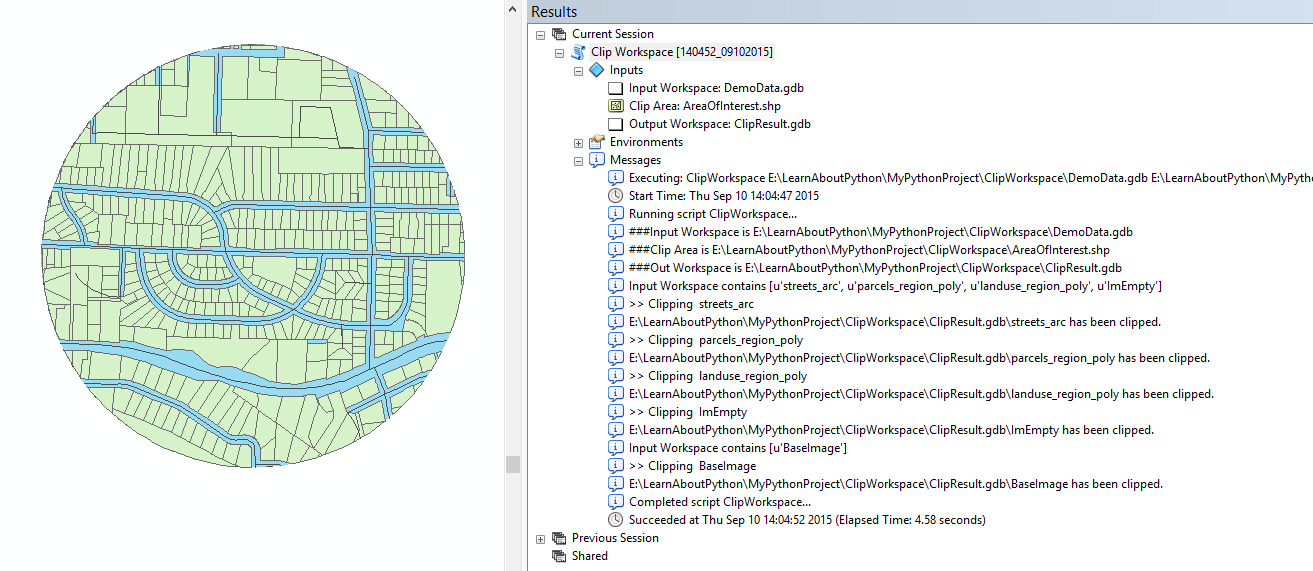 Results
Current Session
Clip Workspace [140452_09102015]
Inputs
Input Workspace: DemoData.gdb
Clip Area: AreaOfInterest.shp
Output Workspace: ClipResult.gdb
Environments
Messages
Executing: ClipWorkspace E:\LearnAboutPython\MyPythonProject\ClipWorkspace\DemoData.gdb E:\LearnAboutPython\MyPytho
Start Time: Thu Sep 10 14:04:47 2015
Running script ClipWorkspace...
###Input Workspace is E:\LearnAboutPython\MyPythonProject\ClipWorkspace\DemoData.gdb
###Clip Area is E:\LearnAboutPython\MyPythonProject\ClipWorkspace\AreaOfInterest.shp
###Out Workspace is E:\LearnAboutPython\MyPythonProject\ClipWorkspace\ClipResult.gdb
Input Workspace contains [u'streets_arc', u'parcels_region_poly', u'landuse_region_poly', u'ImEmpty']
>> Clipping  streets_arc
E:\LearnAboutPython\MyPythonProject\ClipWorkspace\ClipResult.gdb\streets_arc has been clipped.
>> Clipping  parcels_region_poly
E:\LearnAboutPython\MyPythonProject\ClipWorkspace\ClipResult.gdb\parcels_region_poly has been clipped.
>> Clipping  landuse_region_poly
E:\LearnAboutPython\MyPythonProject\ClipWorkspace\ClipResult.gdb\landuse_region_poly has been clipped.
>> Clipping  ImEmpty
E:\LearnAboutPython\MyPythonProject\ClipWorkspace\ClipResult.gdb\ImEmpty has been clipped.
Input Workspace contains [u'BaseImage']
>> Clipping  BaseImage
E:\LearnAboutPython\MyPythonProject\ClipWorkspace\ClipResult.gdb\BaseImage has been clipped.
Completed script ClipWorkspace...
Succeeded at Thu Sep 10 14:04:52 2015 (Elapsed Time: 4.58 seconds)
Previous Session
Shared